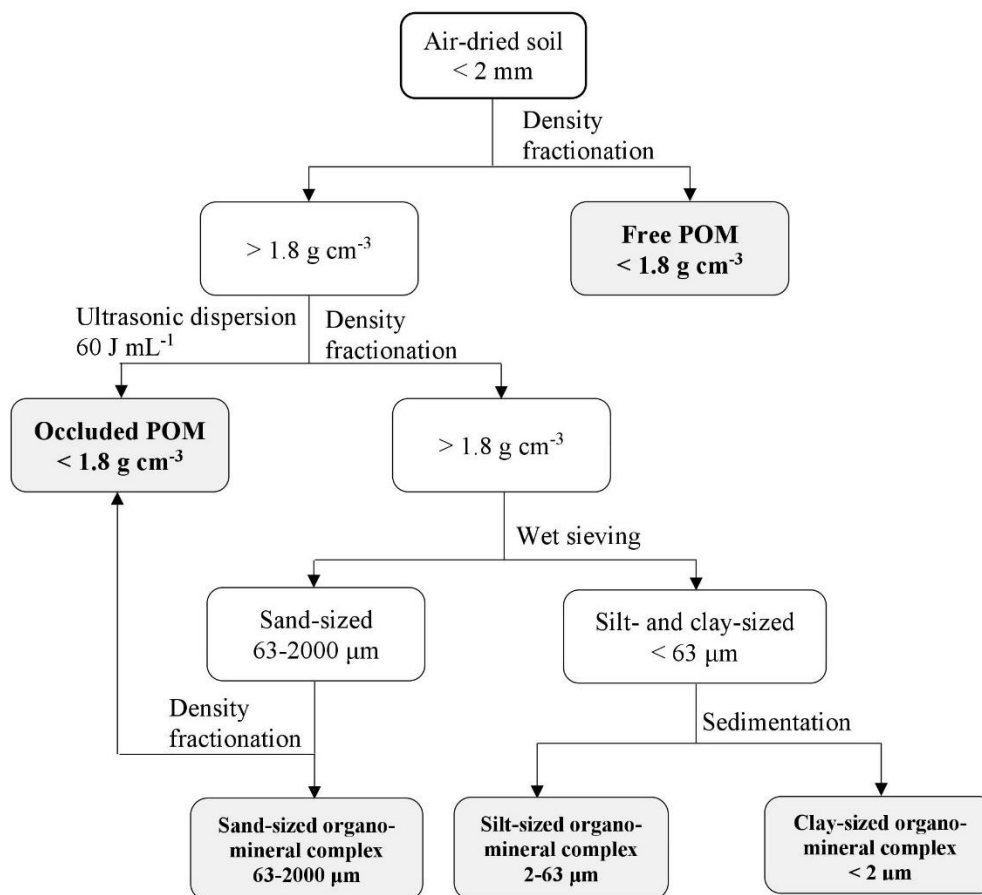 Air-dried soil
< 2 mm
Density
fractionation
> 1.8 g cm⁻³
Free POM
< 1.8 g cm⁻³
Ultrasonic dispersion
60 J mL⁻¹
Density
fractionation
Occluded POM
< 1.8 g cm⁻³
> 1.8 g cm⁻³
Wet sieving
Sand-sized
63-2000 μm
Silt- and clay-sized
< 63 μm
Density
fractionation
Sedimentation
Sand-sized organo-
mineral complex
63-2000 μm
Silt-sized organo-
mineral complex
2-63 μm
Clay-sized organo-
mineral complex
< 2 μm